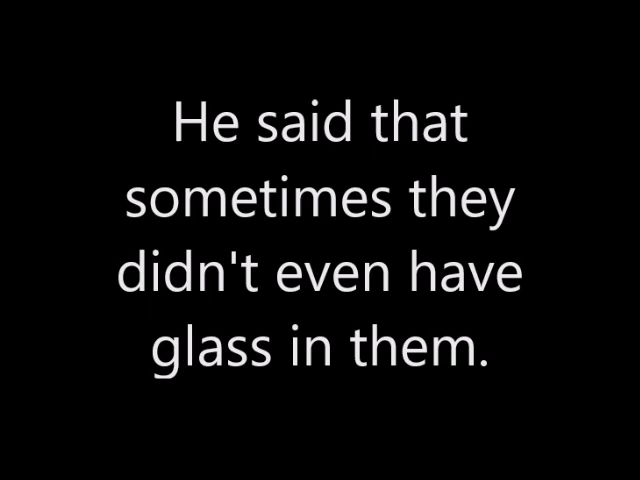 He said that
sometimes they
didn't even have
glass in them.